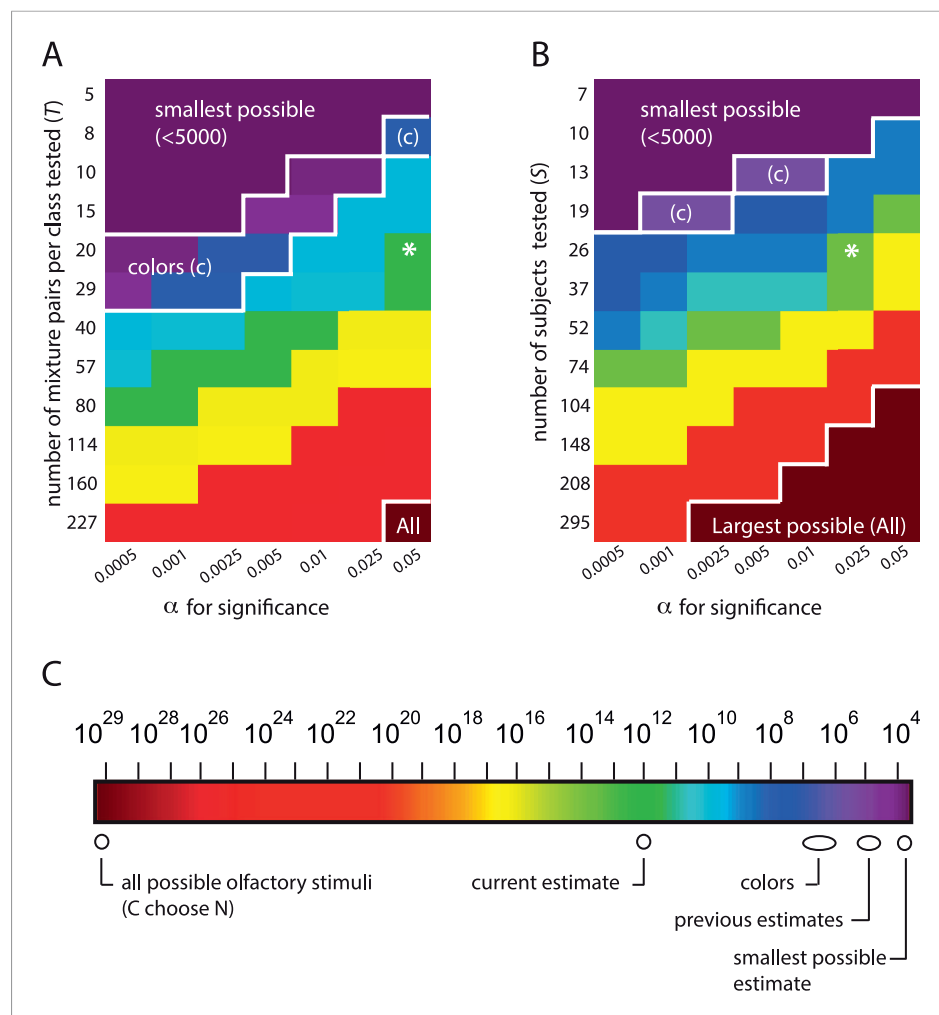 A
B
number of mixture pairs per class tested (T)
5
8
10
15
20
29
40
57
80
114
160
227
smallest possible
(<5000)
(c)
colors (c)
*
All
0.0005
0.001
0.0025
0.005
0.01
0.025
0.05
α for significance
number of subjects tested (S)
7
10
13
19
26
37
52
74
104
148
208
295
smallest possible
(<5000)
(c)
(c)
*
Largest possible (All)
0.0005
0.001
0.0025
0.005
0.01
0.025
0.05
α for significance
C
10^29 10^28 10^26 10^24 10^22 10^20 10^18 10^16 10^14 10^12 10^10 10^8 10^6 10^4
all possible olfactory stimuli
(C choose N)
current estimate
colors
previous estimates
smallest possible
estimate